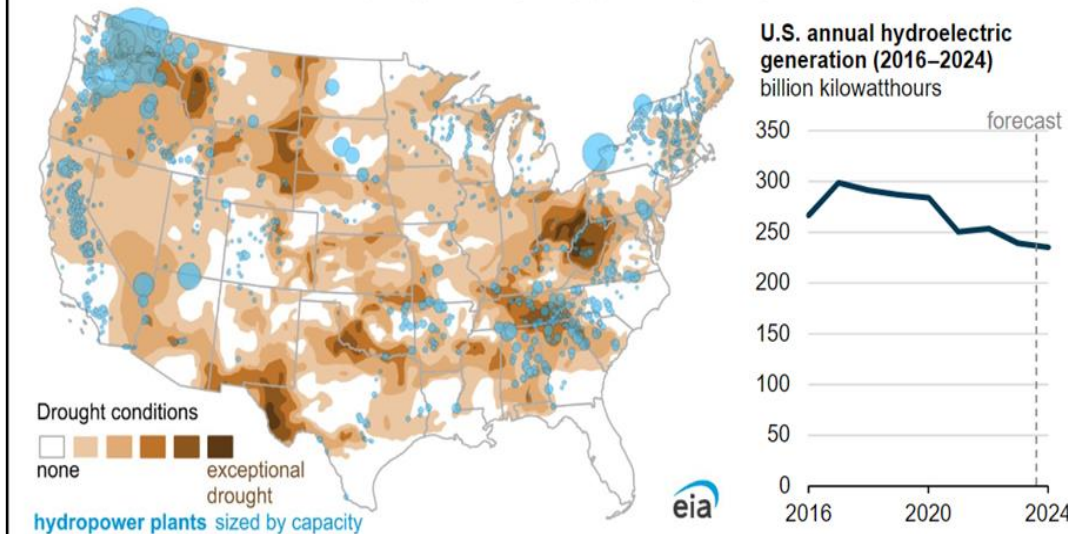 Drought conditions
none
exceptional
drought
hydropower plants sized by capacity
eia
U.S. annual hydroelectric
generation (2016–2024)
billion kilowatthours
forecast
350
300
250
200
150
100
50
0
2016 2020 2024